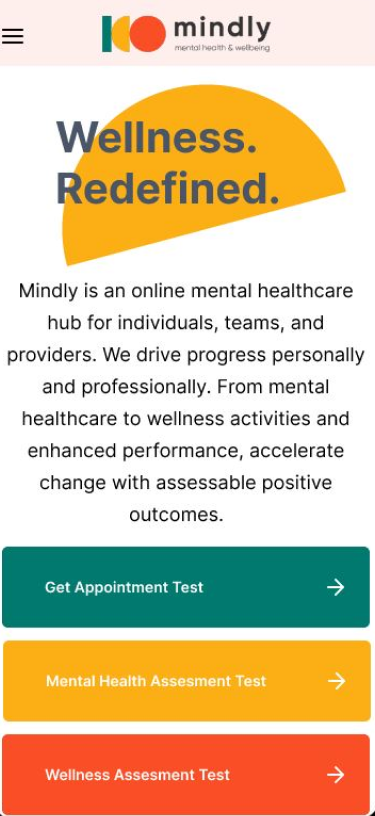 mindly
mental health & wellbeing
Wellness.
Redefined.
Mindly is an online mental healthcare
hub for individuals, teams, and
providers. We drive progress personally
and professionally. From mental
healthcare to wellness activities and
enhanced performance, accelerate
change with assessable positive
outcomes.
Get Appointment Test
Mental Health Assesment Test
Wellness Assesment Test